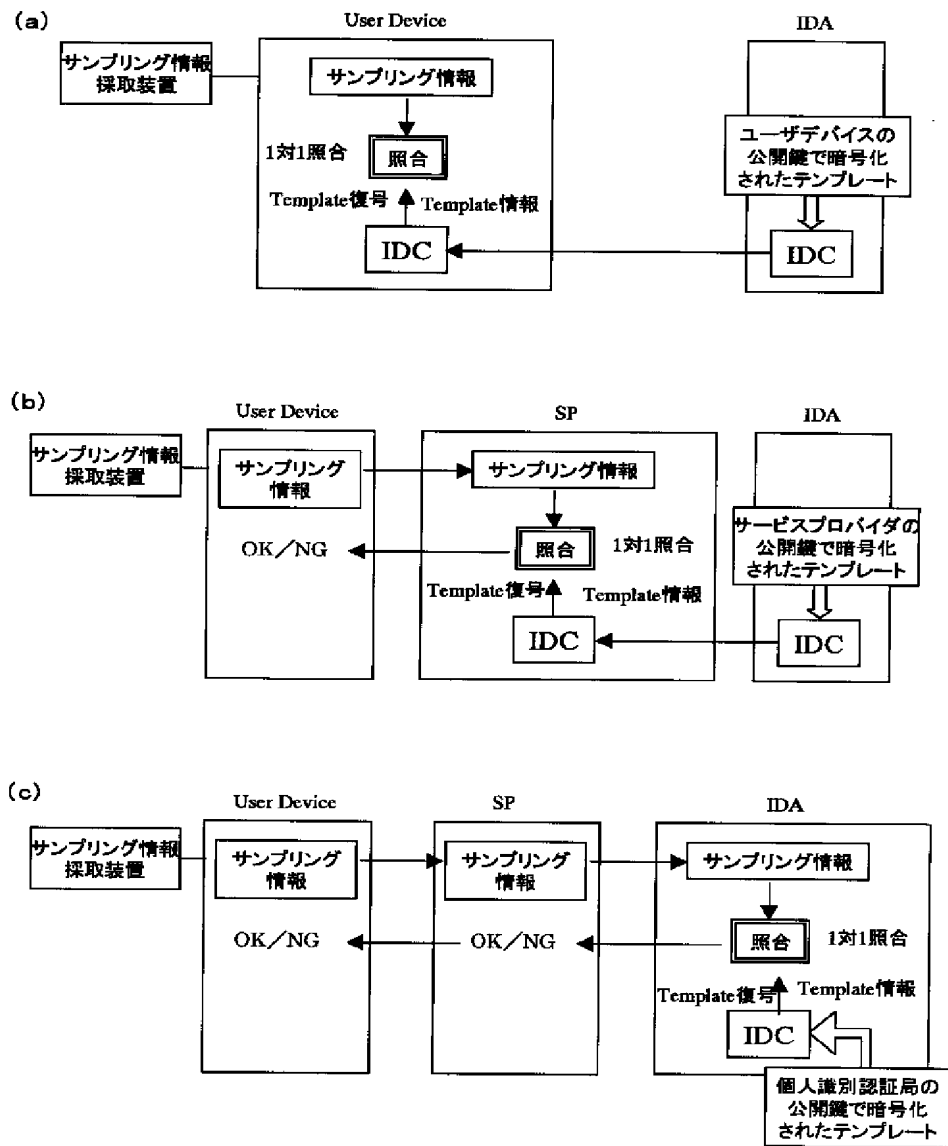 (a)
User Device
IDA
サンプリング情報
採取装置
サンプリング情報
ユーザデバイスの
公開鍵で暗号化
されたテンプレート
1対1照合
照合
Template復号
Template情報
IDC
IDC
(b)
User Device
SP
IDA
サンプリング情報
採取装置
サンプリング
情報
サンプリング情報
サービスプロバイダの
公開鍵で暗号化
されたテンプレート
OK/NG
照合
1対1照合
Template復号
Template情報
IDC
IDC
(c)
User Device
SP
IDA
サンプリング情報
採取装置
サンプリング
情報
サンプリング
情報
サンプリング情報
OK/NG
OK/NG
照合
1対1照合
Template復号
Template情報
IDC
個人識別認証局の
公開鍵で暗号化
されたテンプレート